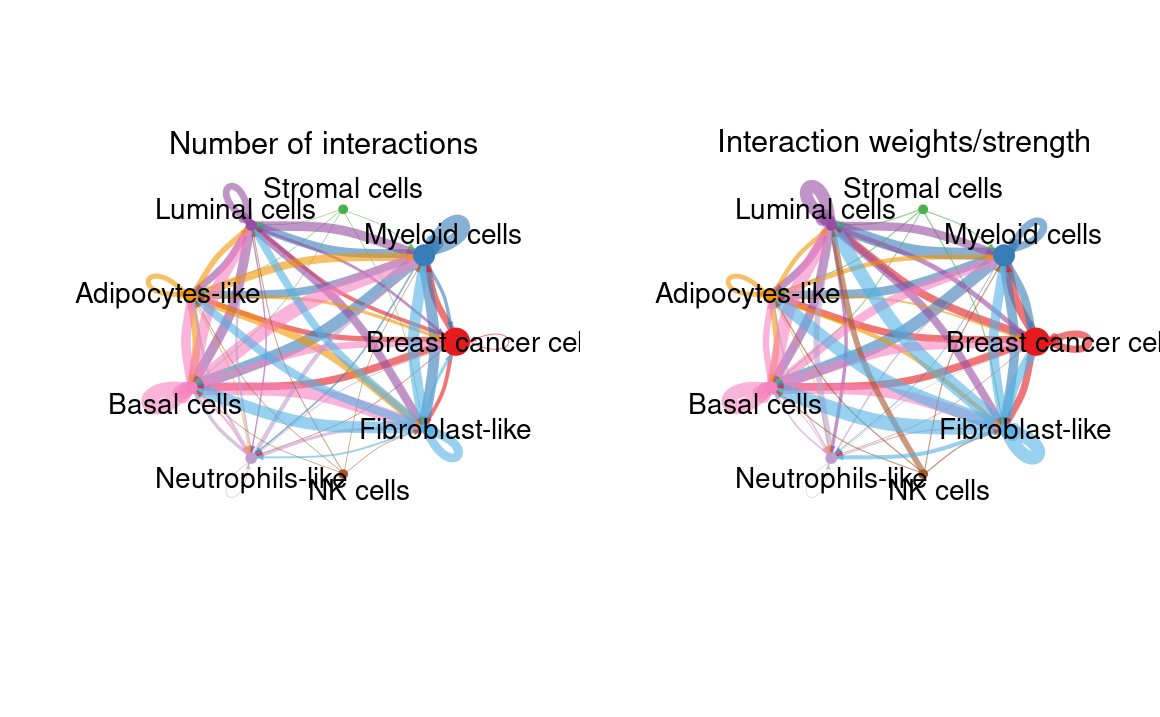 Number of interactions
Stromal cells
Luminal cells
Myeloid cells
Adipocytes-like
Breast cancer cel
Basal cells
Fibroblast-like
Neutrophils-like
NK cells
Interaction weights/strength
Stromal cells
Luminal cells
Myeloid cells
Adipocytes-like
Breast cancer cel
Basal cells
Fibroblast-like
Neutrophils-like
NK cells